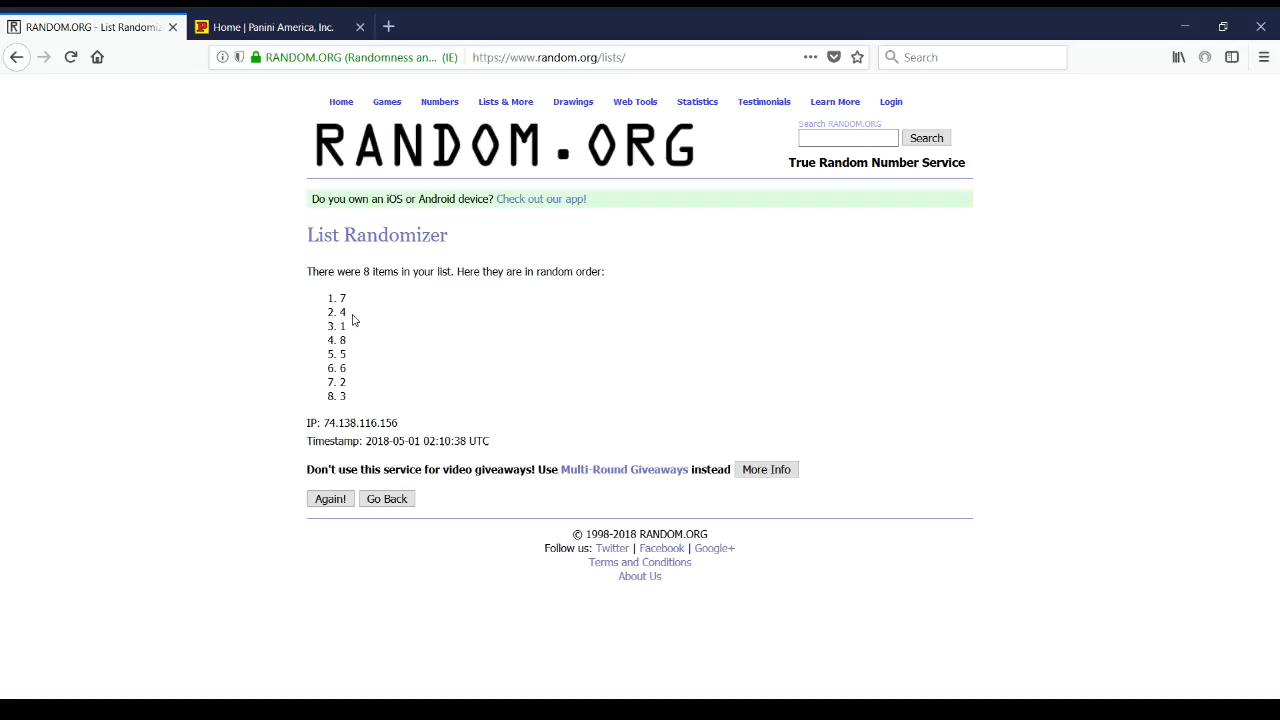 RANDOM.ORG - List Randomiz
Home | Panini America, Inc.
RANDOM.ORG (Randomness an... (IE)
https://www.random.org/lists/
Search
Home Games Numbers Lists & More Drawings Web Tools Statistics Testimonials Learn More Login
RANDOM.ORG
Search RANDOM.ORG
Search
True Random Number Service
Do you own an iOS or Android device? Check out our app!
List Randomizer
There were 8 items in your list. Here they are in random order:
1. 7
2. 4
3. 1
4. 8
5. 5
6. 6
7. 2
8. 3
IP: 74.138.116.156
Timestamp: 2018-05-01 02:10:38 UTC
Don't use this service for video giveaways! Use Multi-Round Giveaways instead More Info
Again! Go Back
© 1998-2018 RANDOM.ORG
Follow us: Twitter | Facebook | Google+
Terms and Conditions
About Us